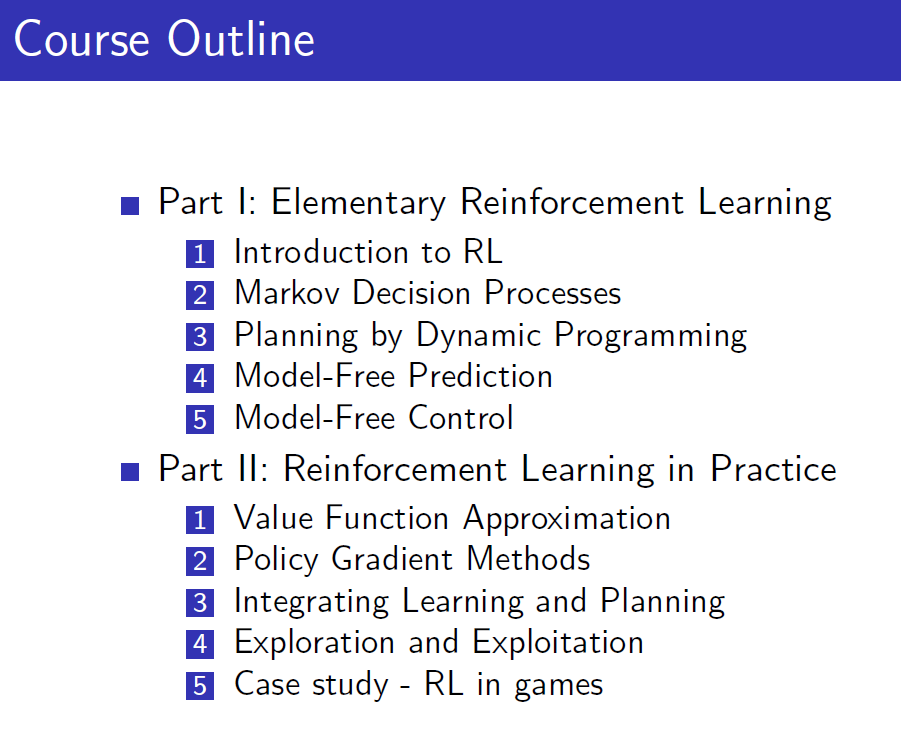 Course Outline
Part I: Elementary Reinforcement Learning
1 Introduction to RL
2 Markov Decision Processes
3 Planning by Dynamic Programming
4 Model-Free Prediction
5 Model-Free Control
Part II: Reinforcement Learning in Practice
1 Value Function Approximation
2 Policy Gradient Methods
3 Integrating Learning and Planning
4 Exploration and Exploitation
5 Case study - RL in games